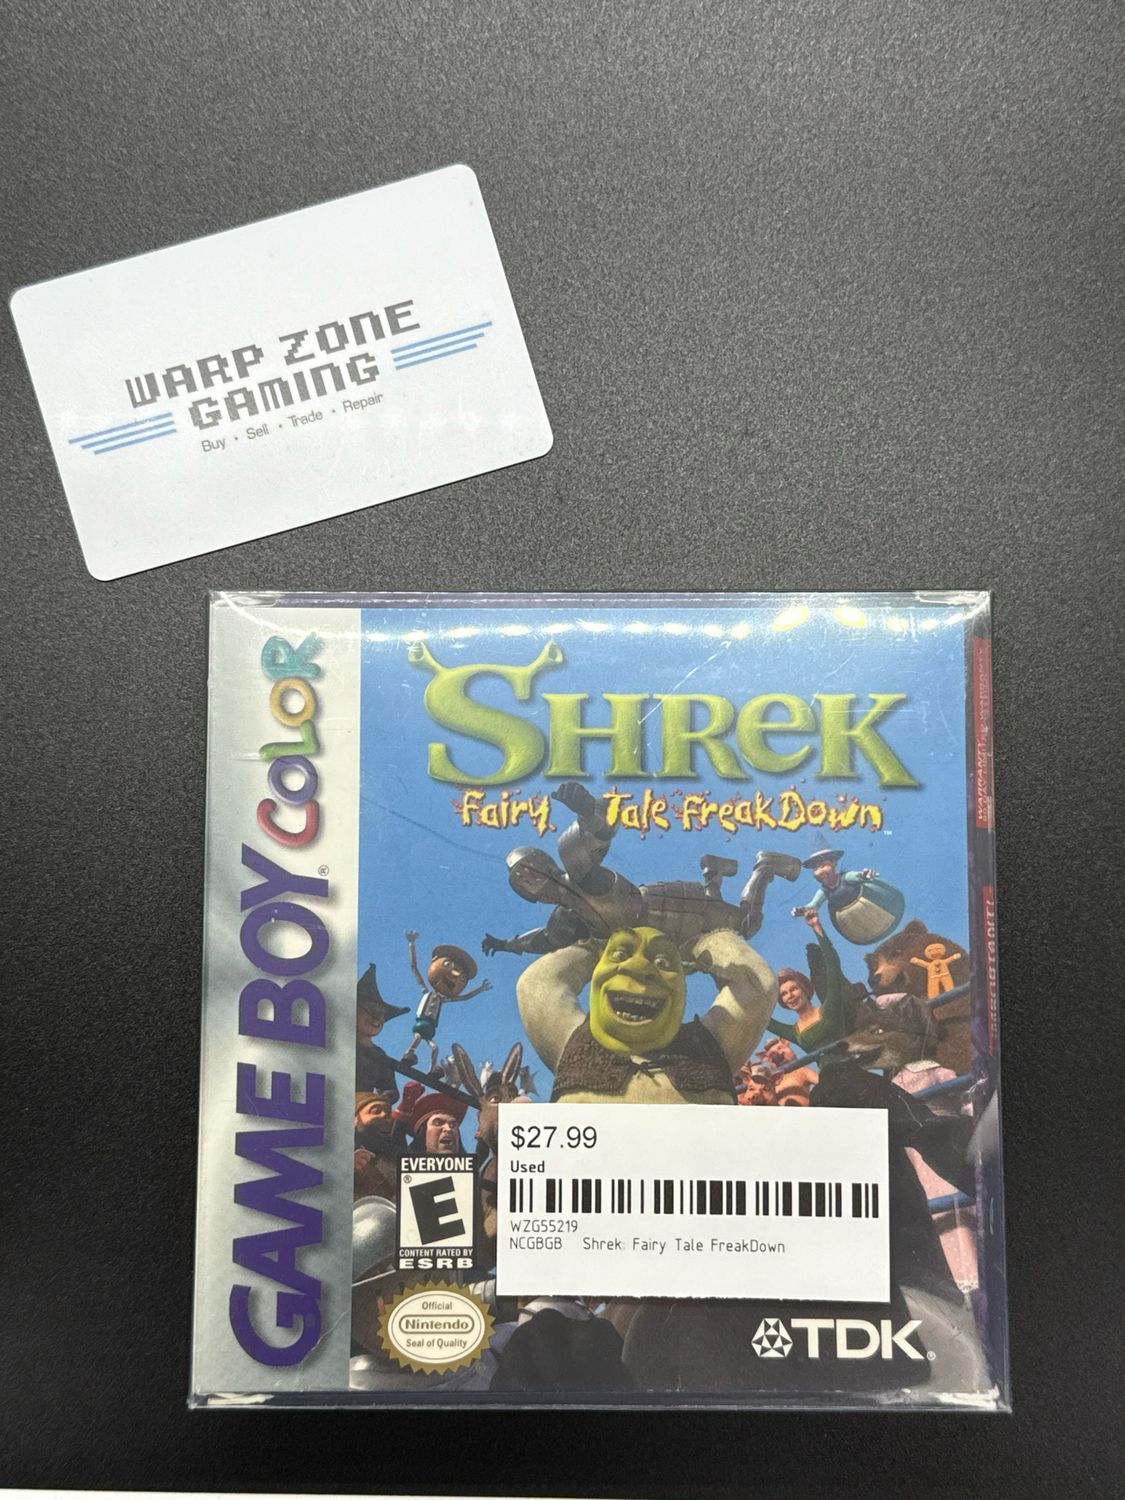 WARP ZONE
GAMING
Buy • Sell • Trade • Repair
GAME BOY COLOR
®
SHReK
Fairy Tale FreakDown
™
$27.99
Used
WZG55219
NCGBGB Shrek: Fairy Tale FreakDown
EVERYONE
E
®
CONTENT RATED BY
ESRB
Official
Nintendo
Seal of Quality
TDK
®